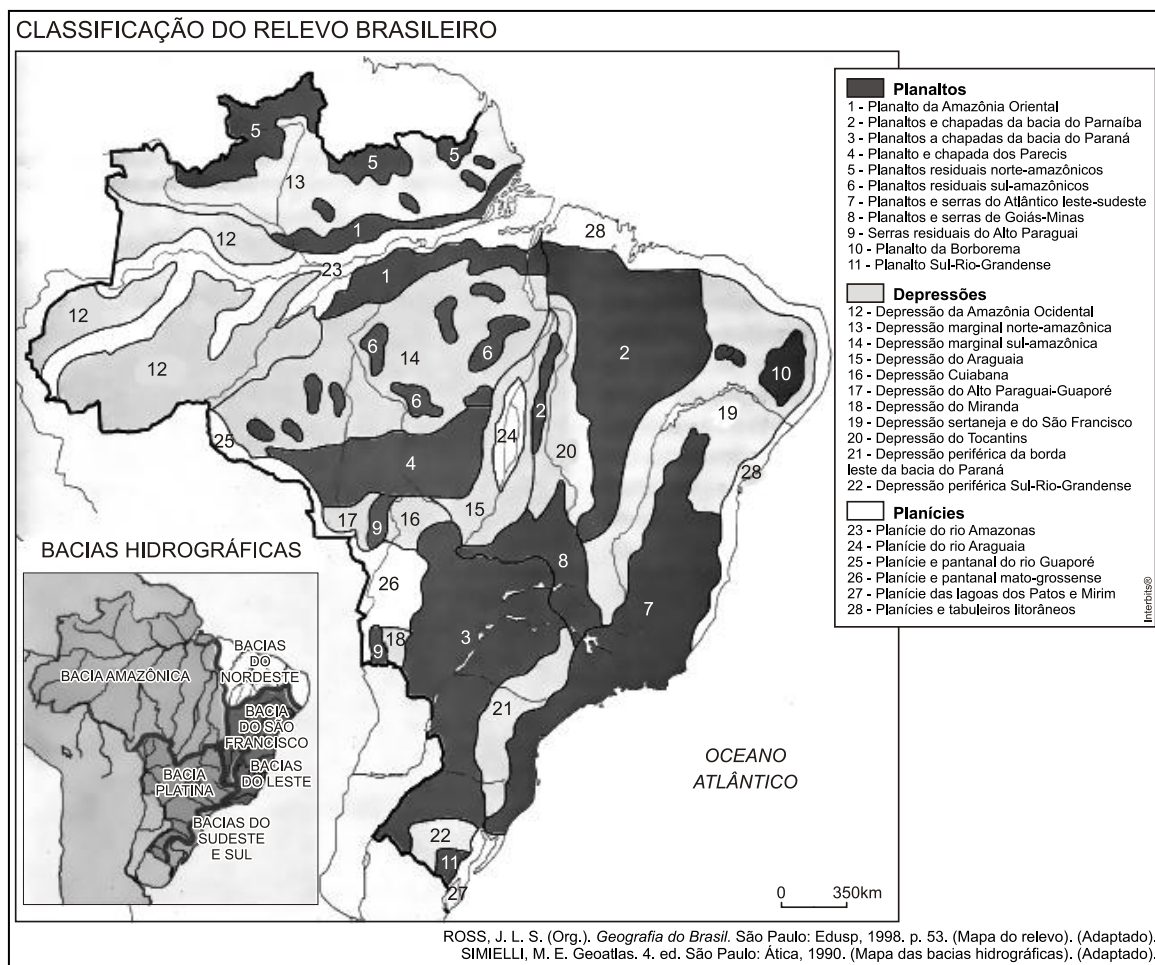 CLASSIFICAÇÃO DO RELEVO BRASILEIRO
5
5
5
13
1
12
28
23
1
12
6
14
6
2
12
10
6
19
25
24
2
20
28
4
17
9
16
15
8
26
7
3
18
9
21
22
11
27
OCEANO
ATLÂNTICO
0 350km
Planaltos
1 - Planalto da Amazônia Oriental
2 - Planaltos e chapadas da bacia do Parnaíba
3 - Planaltos a chapadas da bacia do Paraná
4 - Planalto e chapada dos Parecis
5 - Planaltos residuais norte-amazônicos
6 - Planaltos residuais sul-amazônicos
7 - Planaltos e serras do Atlântico leste-sudeste
8 - Planaltos e serras de Goiás-Minas
9 - Serras residuais do Alto Paraguai
10 - Planalto da Borborema
11 - Planalto Sul-Rio-Grandense
Depressões
12 - Depressão da Amazônia Ocidental
13 - Depressão marginal norte-amazônica
14 - Depressão marginal sul-amazônica
15 - Depressão do Araguaia
16 - Depressão Cuiabana
17 - Depressão do Alto Paraguai-Guaporé
18 - Depressão do Miranda
19 - Depressão sertaneja e do São Francisco
20 - Depressão do Tocantins
21 - Depressão periférica da borda
leste da bacia do Paraná
22 - Depressão periférica Sul-Rio-Grandense
Planícies
23 - Planície do rio Amazonas
24 - Planície do rio Araguaia
25 - Planície e pantanal do rio Guaporé
26 - Planície e pantanal mato-grossense
27 - Planície das lagoas dos Patos e Mirim
28 - Planícies e tabuleiros litorâneos
Interbits®
BACIAS HIDROGRÁFICAS
BACIA AMAZÔNICA
BACIAS
DO
NORDESTE
BACIA
DO SÃO
FRANCISCO
BACIAS
DO LESTE
BACIA
PLATINA
BACIAS DO
SUDESTE
E SUL
ROSS, J. L. S. (Org.). Geografia do Brasil. São Paulo: Edusp, 1998. p. 53. (Mapa do relevo). (Adaptado).
SIMIELLI, M. E. Geoatlas. 4. ed. São Paulo: Ática, 1990. (Mapa das bacias hidrográficas). (Adaptado).